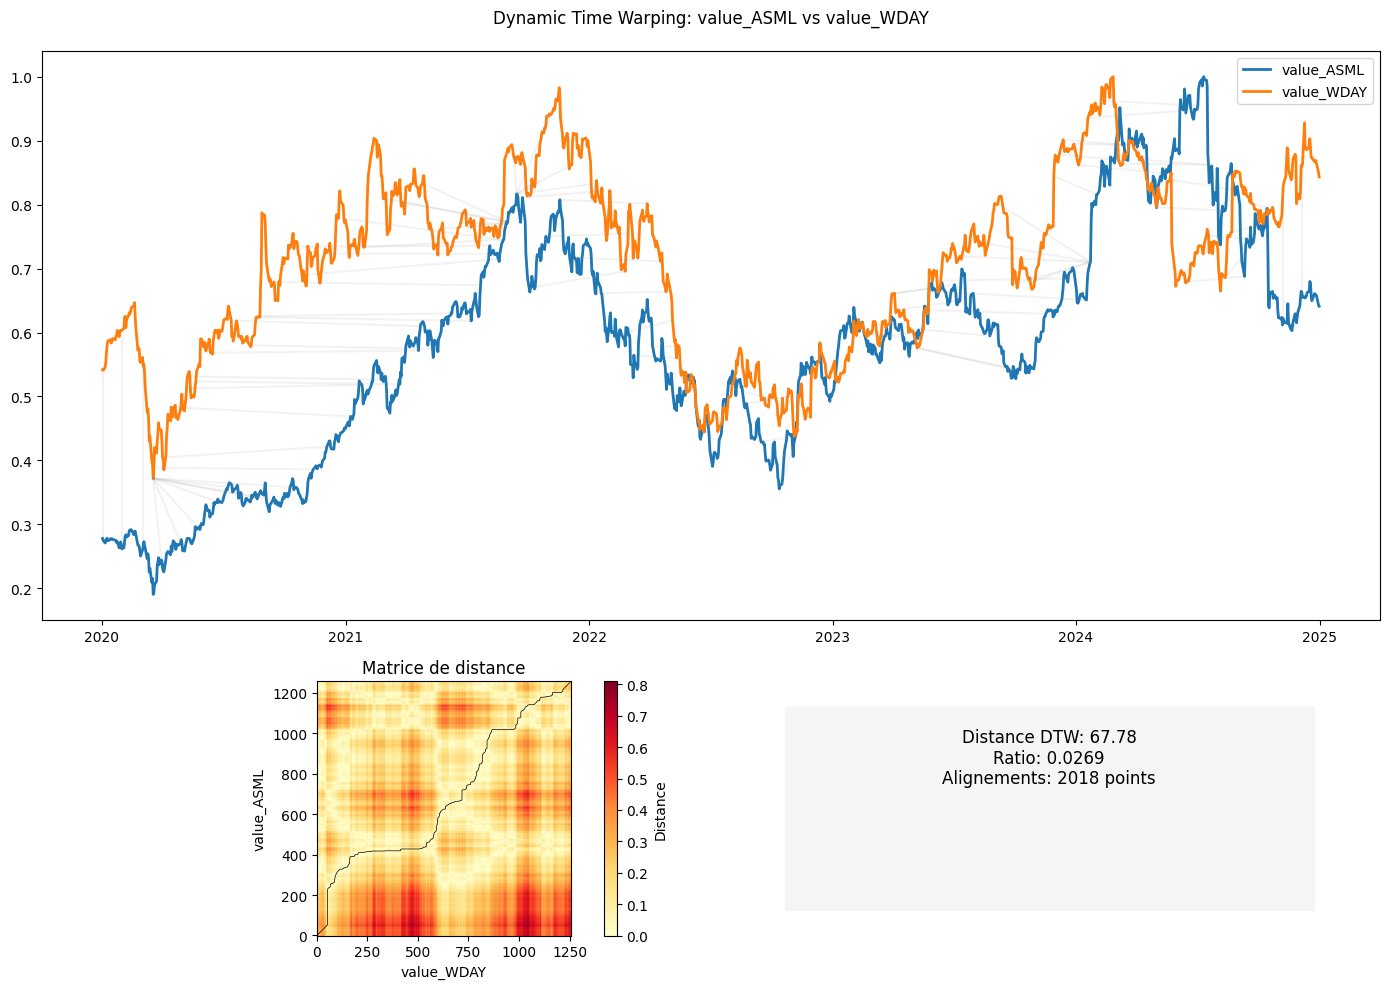 Dynamic Time Warping: value_ASML vs value_WDAY
1.0
0.9
0.8
0.7
0.6
0.5
0.4
0.3
0.2
value_ASML
value_WDAY
2020 2021 2022 2023 2024 2025
Matrice de distance
value_ASML
1200
1000
800
600
400
200
0
0 250 500 750 1000 1250
value_WDAY
0.8
0.7
0.6
0.5
0.4
0.3
0.2
0.1
0.0
Distance
Distance DTW: 67.78
Ratio: 0.0269
Alignements: 2018 points